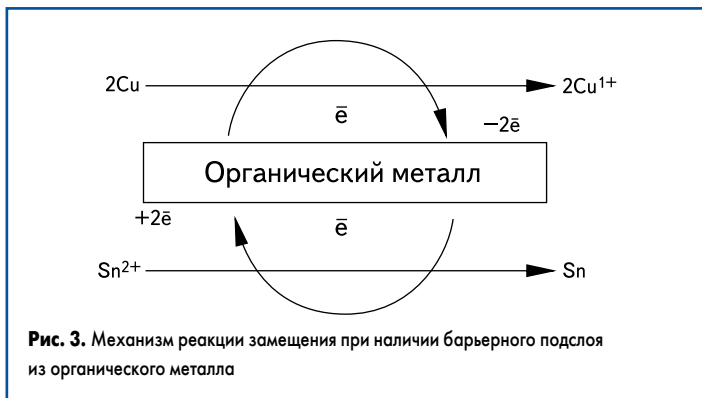 2Cu 2Cu¹⁺
ē
−2ē
Органический металл
+2ē
ē
Sn²⁺ Sn
Рис. 3. Механизм реакции замещения при наличии барьерного подслоя
из органического металла